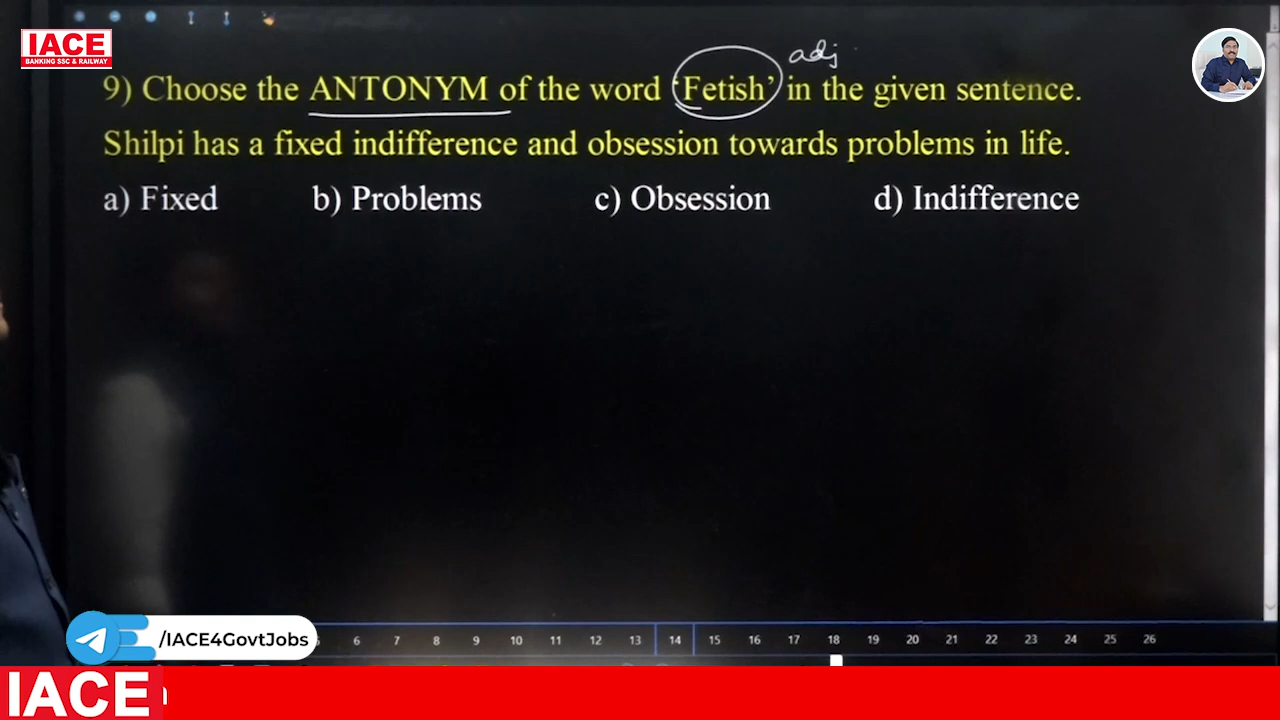 IACE
BANKING SSC & RAILWAY
adj
9) Choose the ANTONYM of the word ‘Fetish’ in the given sentence.
Shilpi has a fixed indifference and obsession towards problems in life.
a) Fixed b) Problems c) Obsession d) Indifference
/IACE4GovtJobs
6 7 8 9 10 11 12 13 14 15 16 17 18 19 20 21 22 23 24 25 26
IACE